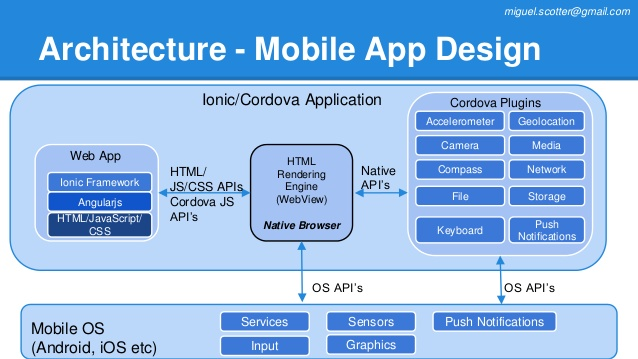 miguel.scotter@gmail.com
Architecture - Mobile App Design
Ionic/Cordova Application
Web App
Ionic Framework
Angularjs
HTML/JavaScript/
CSS
HTML/
JS/CSS APIs
Cordova JS
API's
HTML
Rendering
Engine
(WebView)
Native Browser
Native
API's
Cordova Plugins
Accelerometer
Geolocation
Camera
Media
Compass
Network
File
Storage
Keyboard
Push
Notifications
OS API's
OS API's
Mobile OS
(Android, iOS etc)
Services
Sensors
Push Notifications
Input
Graphics